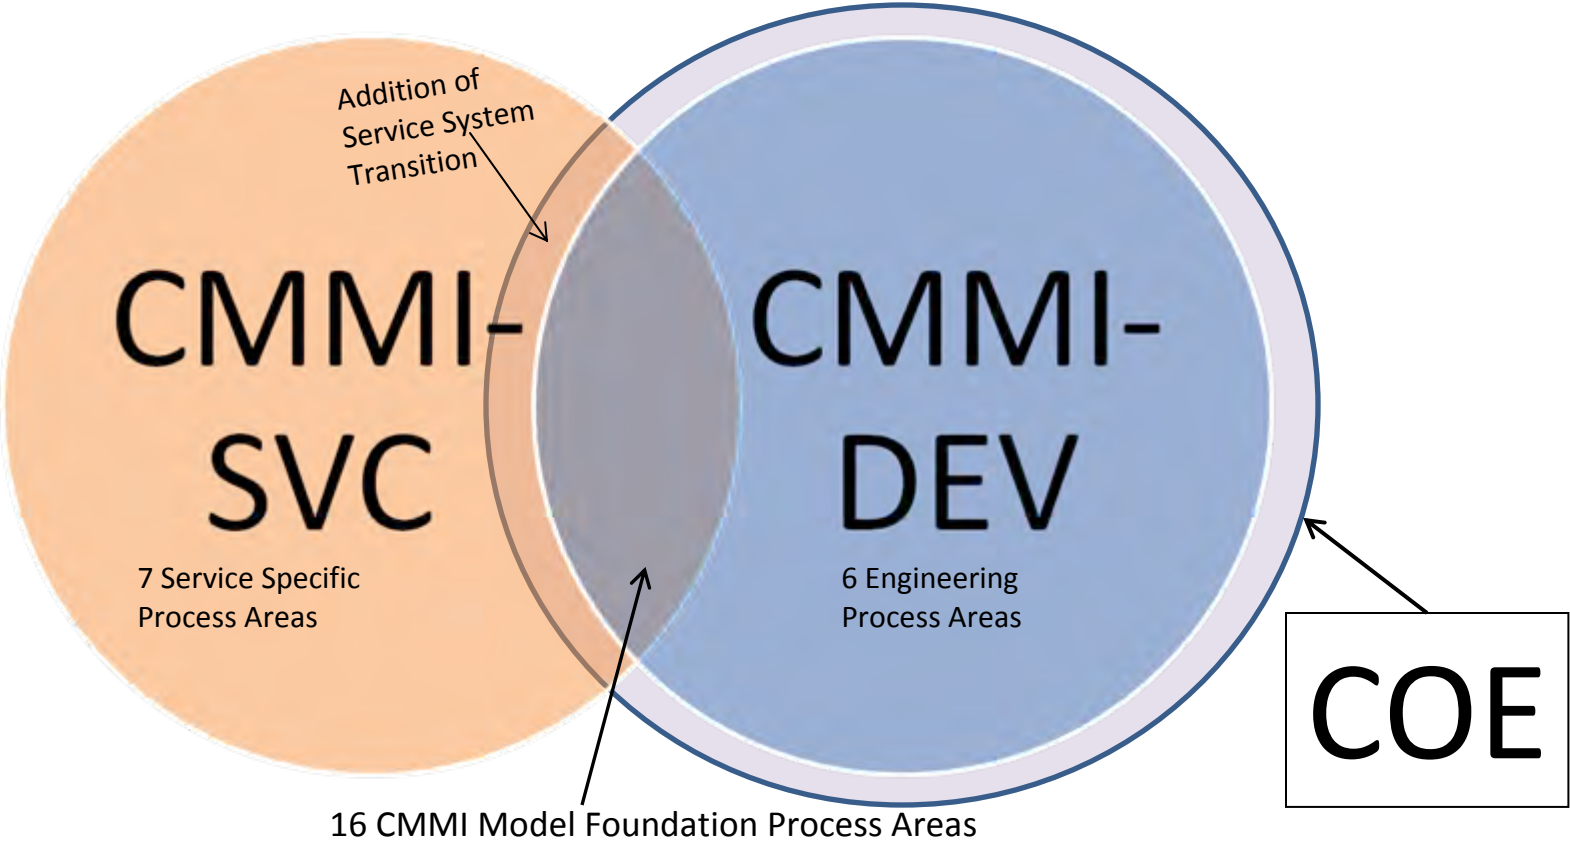 Addition of
Service System
Transition
CMMI-
SVC
7 Service Specific
Process Areas
CMMI-
DEV
6 Engineering
Process Areas
COE
16 CMMI Model Foundation Process Areas